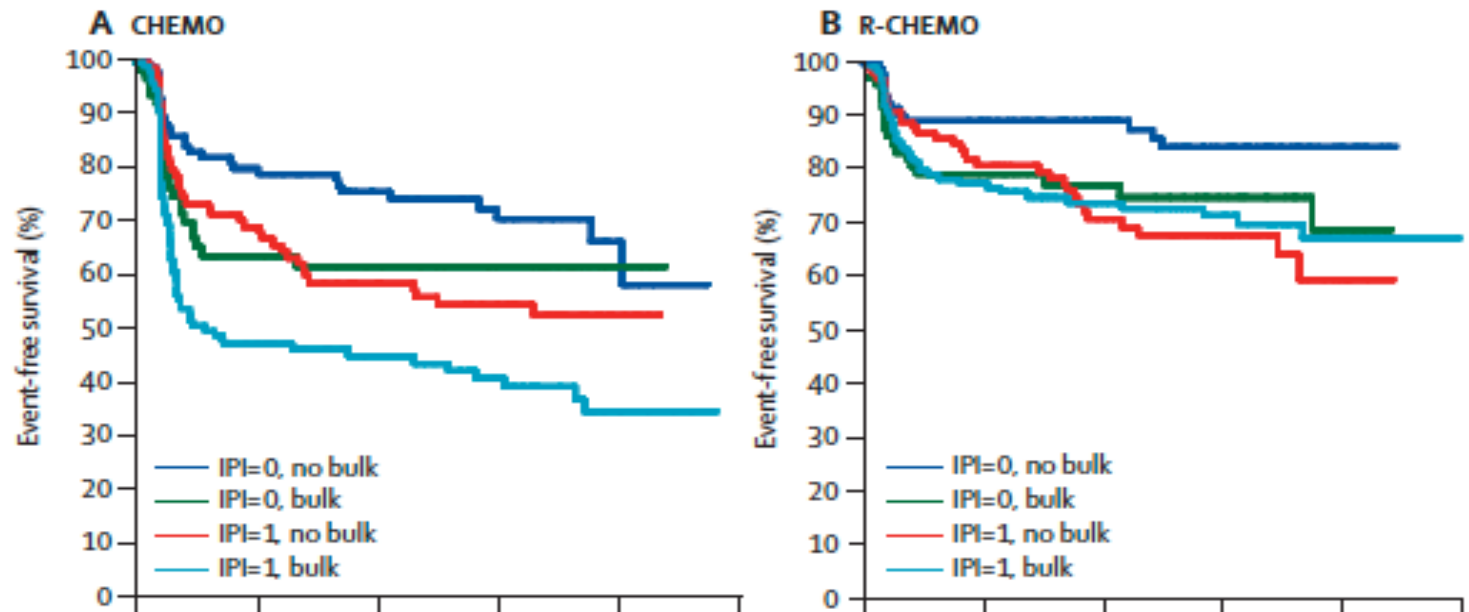 A CHEMO
100
90
80
70
60
50
40
30
20
10
0
Event-free survival (%)
IPI=0, no bulk
IPI=0, bulk
IPI=1, no bulk
IPI=1, bulk
B R-CHEMO
100
90
80
70
60
50
40
30
20
10
0
Event-free survival (%)
IPI=0, no bulk
IPI=0, bulk
IPI=1, no bulk
IPI=1, bulk